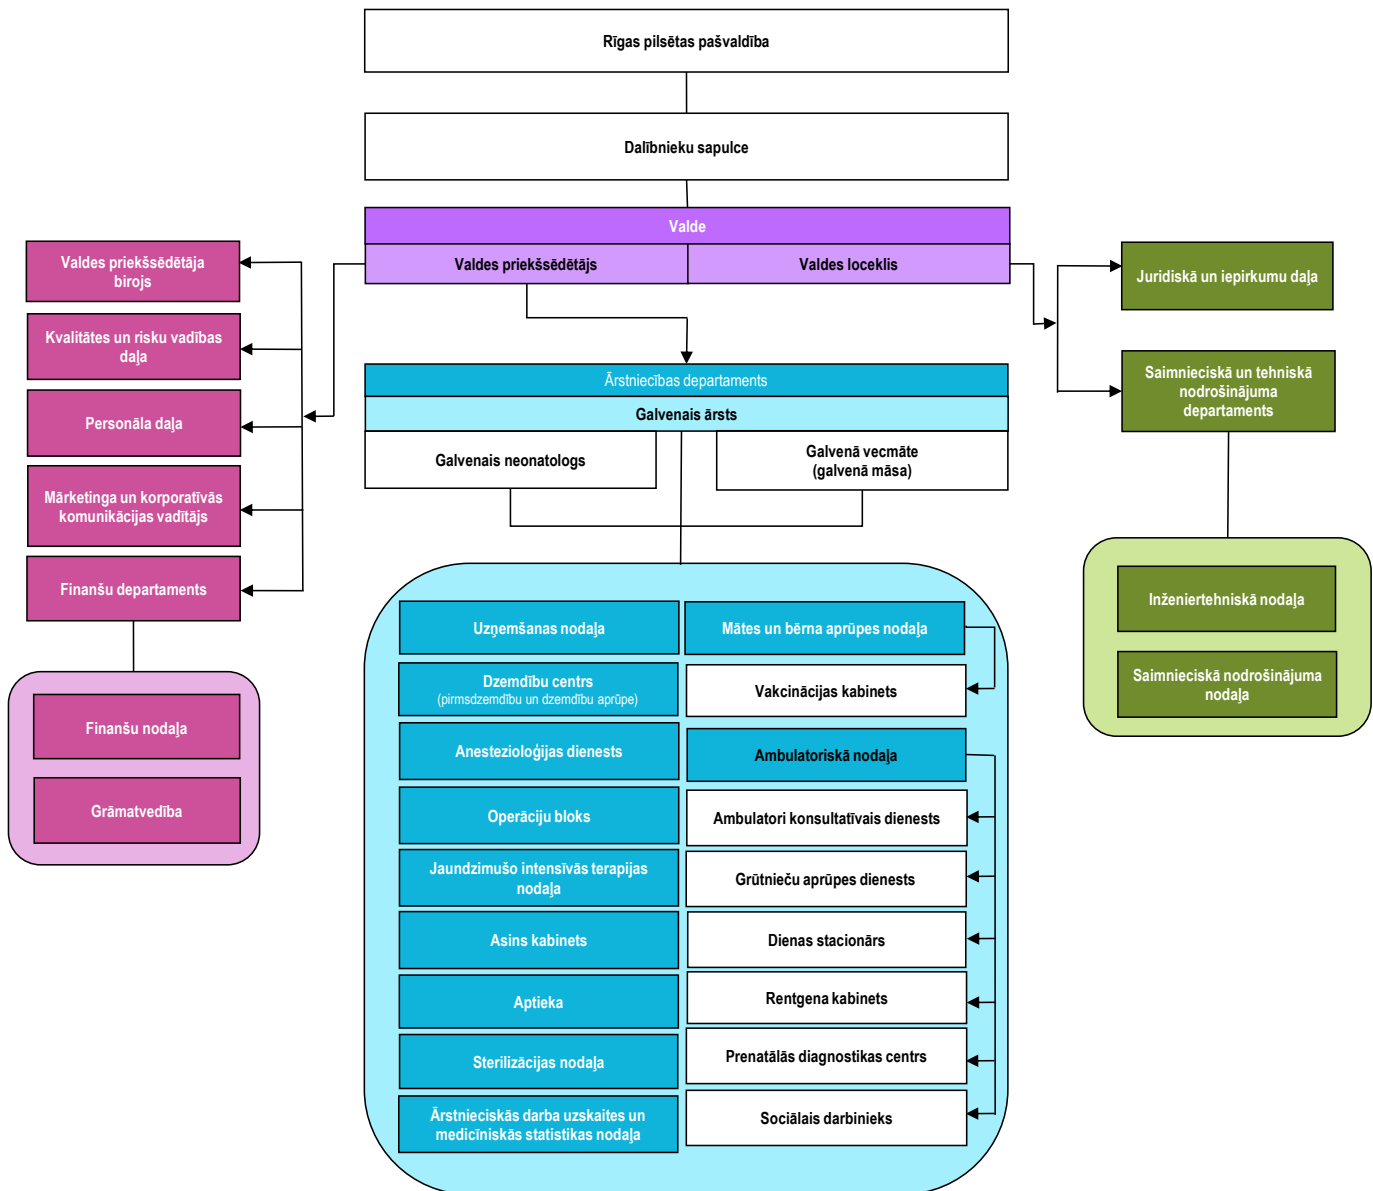 Rīgas pilsētas pašvaldība
Dalībnieku sapulce
Valde
Valdes priekšsēdētājs
Valdes loceklis
Valdes priekšsēdētāja
birojs
Kvalitātes un risku vadības
daļa
Personāla daļa
Mārketinga un korporatīvās
komunikācijas vadītājs
Finanšu departaments
Finanšu nodaļa
Grāmatvedība
Ārstniecības departaments
Galvenais ārsts
Galvenais neonatologs
Galvenā vecmāte
(galvenā māsa)
Uzņemšanas nodaļa
Dzemdību centrs
(pirmsdzemdību un dzemdību aprūpe)
Anestezioloģijas dienests
Operāciju bloks
Jaundzimušo intensīvās terapijas
nodaļa
Asins kabinets
Aptieka
Sterilizācijas nodaļa
Ārstnieciskās darba uzskaites un
medicīniskās statistikas nodaļa
Mātes un bērna aprūpes nodaļa
Vakcinācijas kabinets
Ambulatoriskā nodaļa
Ambulatori konsultatīvais dienests
Grūtnieču aprūpes dienests
Dienas stacionārs
Rentgena kabinets
Prenatālās diagnostikas centrs
Sociālais darbinieks
Juridiskā un iepirkumu daļa
Saimnieciskā un tehniskā
nodrošinājuma
departaments
Inženiertehniskā nodaļa
Saimnieciskā nodrošinājuma
nodaļa